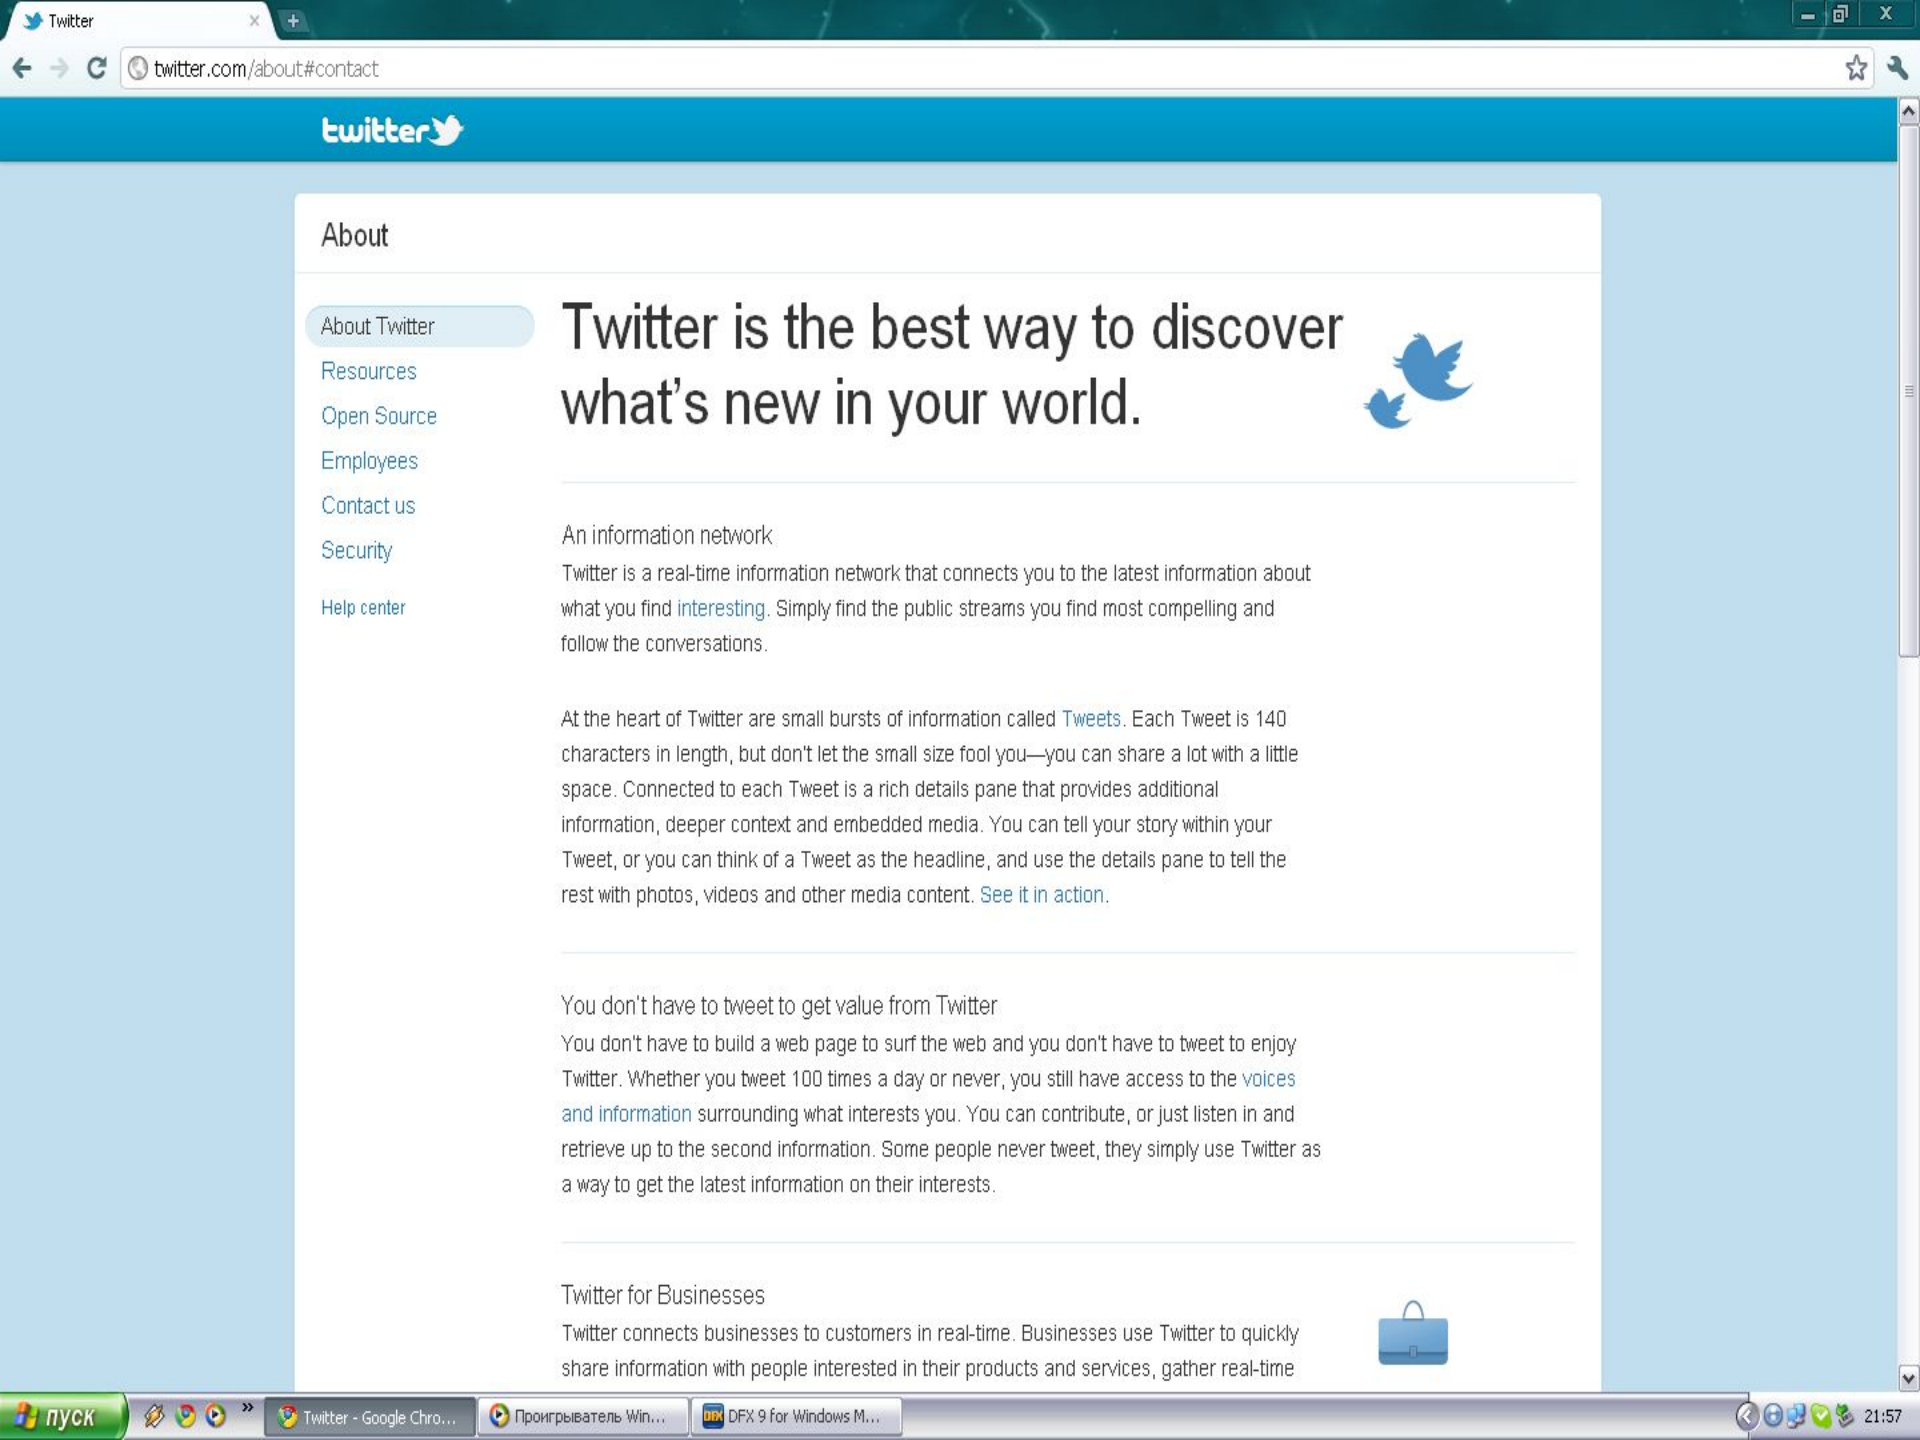 Twitter
twitter.com/about#contact
twitter
About
About Twitter
Resources
Open Source
Employees
Contact us
Security
Help center
Twitter is the best way to discover
what's new in your world.
An information network
Twitter is a real-time information network that connects you to the latest information about
what you find interesting. Simply find the public streams you find most compelling and
follow the conversations.
At the heart of Twitter are small bursts of information called Tweets. Each Tweet is 140
characters in length, but don't let the small size fool you—you can share a lot with a little
space. Connected to each Tweet is a rich details pane that provides additional
information, deeper context and embedded media. You can tell your story within your
Tweet, or you can think of a Tweet as the headline, and use the details pane to tell the
rest with photos, videos and other media content. See it in action.
You don't have to tweet to get value from Twitter
You don't have to build a web page to surf the web and you don't have to tweet to enjoy
Twitter. Whether you tweet 100 times a day or never, you still have access to the voices
and information surrounding what interests you. You can contribute, or just listen in and
retrieve up to the second information. Some people never tweet, they simply use Twitter as
a way to get the latest information on their interests.
Twitter for Businesses
Twitter connects businesses to customers in real-time. Businesses use Twitter to quickly
share information with people interested in their products and services, gather real-time
пуск
Twitter - Google Chro...
Проигрыватель Win...
DFX
DFX 9 for Windows M...
21:57